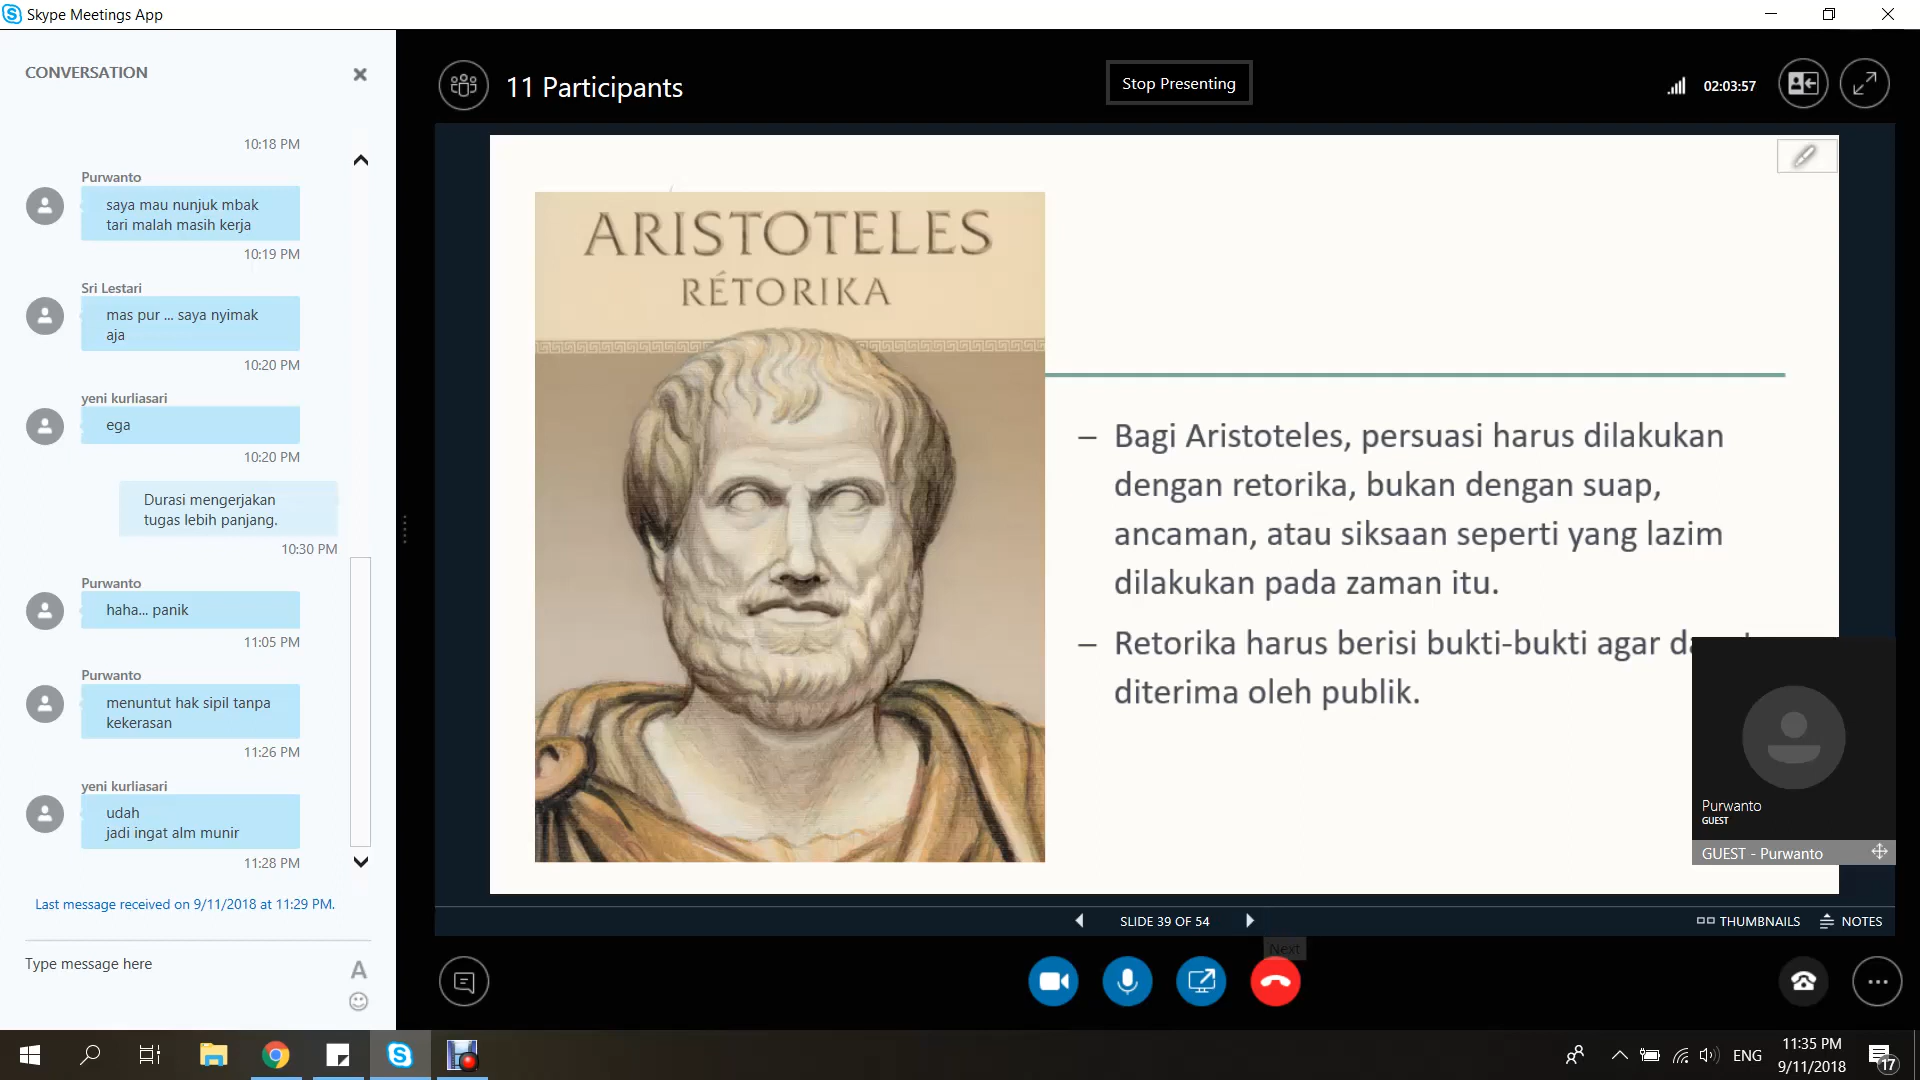 Skype Meetings App
CONVERSATION
10:18 PM
Purwanto
saya mau nunjuk mbak
tari malah masih kerja
10:19 PM
Sri Lestari
mas pur ... saya nyimak
aja
10:20 PM
yeni kurliasari
ega
10:20 PM
Durasi mengerjakan
tugas lebih panjang.
10:30 PM
Purwanto
haha... panik
11:05 PM
Purwanto
menuntut hak sipil tanpa
kekerasan
11:26 PM
yeni kurliasari
udah
jadi ingat alm munir
11:28 PM
Last message received on 9/11/2018 at 11:29 PM.
Type message here
A
11 Participants
Stop Presenting
02:03:57
ARISTOTELES
RÉTORIKA
– Bagi Aristoteles, persuasi harus dilakukan
dengan retorika, bukan dengan suap,
ancaman, atau siksaan seperti yang lazim
dilakukan pada zaman itu.
– Retorika harus berisi bukti-bukti agar
diterima oleh publik.
Purwanto
GUEST
GUEST - Purwanto
SLIDE 39 OF 54
THUMBNAILS
NOTES
Next
ENG
11:35 PM
9/11/2018
17